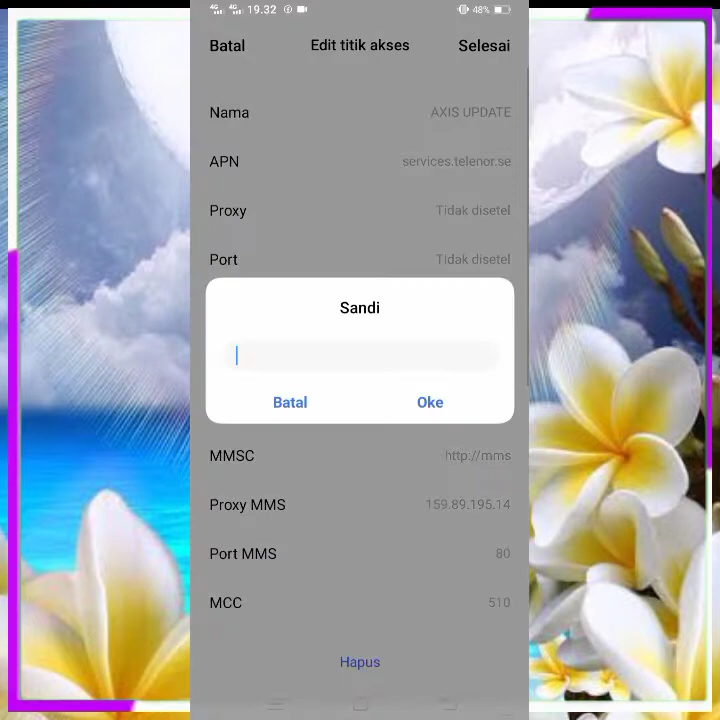 4G 4G 19.32 48%
Batal Edit titik akses Selesai
Nama AXIS UPDATE
APN services.telenor.se
Proxy Tidak disetel
Port Tidak disetel
Sandi
Batal Oke
MMSC http://mms
Proxy MMS 159.89.195.14
Port MMS 80
MCC 510
Hapus